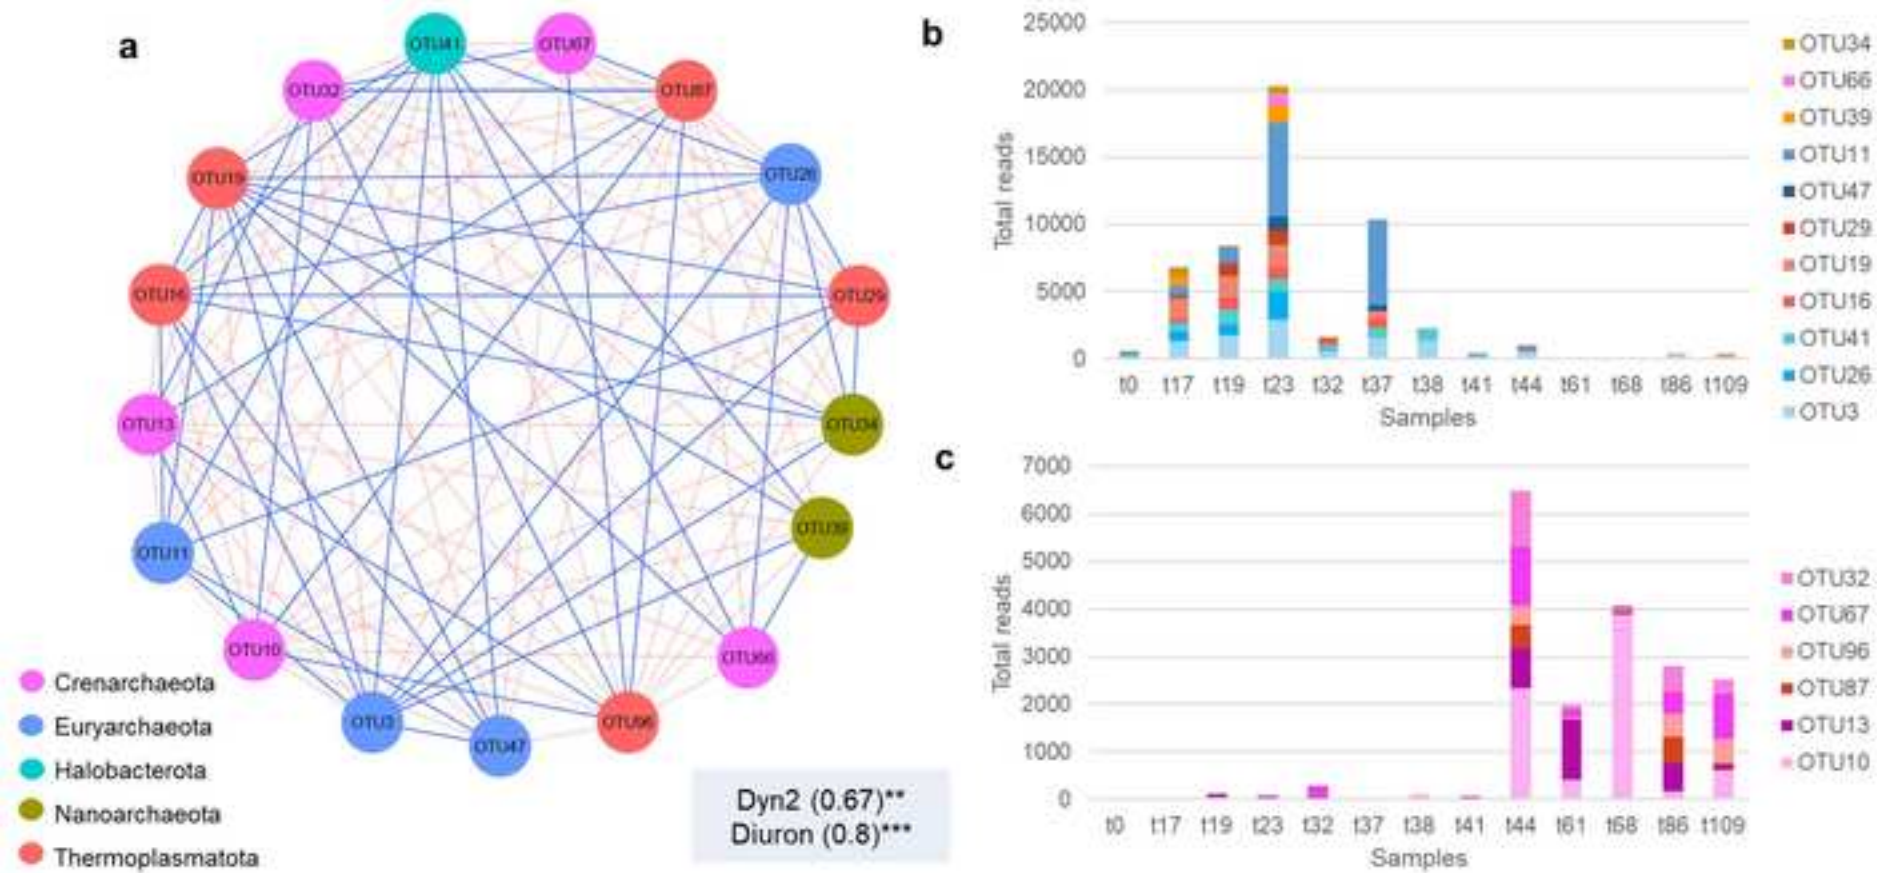 a
OTU41
OTU67
OTU32
OTU87
OTU19
OTU26
OTU16
OTU29
OTU13
OTU34
OTU11
OTU39
OTU10
OTU66
OTU3
OTU47
OTU96
Crenarchaeota
Euryarchaeota
Halobacterota
Nanoarchaeota
Thermoplasmatota
Dyn2 (0.67)**
Diuron (0.8)***
b
25000
20000
15000
10000
5000
0
Total reads
t0 t17 t19 t23 t32 t37 t38 t41 t44 t61 t68 t86 t109
Samples
OTU34
OTU66
OTU39
OTU11
OTU47
OTU29
OTU19
OTU16
OTU41
OTU26
OTU3
c
7000
6000
5000
4000
3000
2000
1000
0
Total reads
t0 t17 t19 t23 t32 t37 t38 t41 t44 t61 t68 t86 t109
Samples
OTU32
OTU67
OTU96
OTU87
OTU13
OTU10